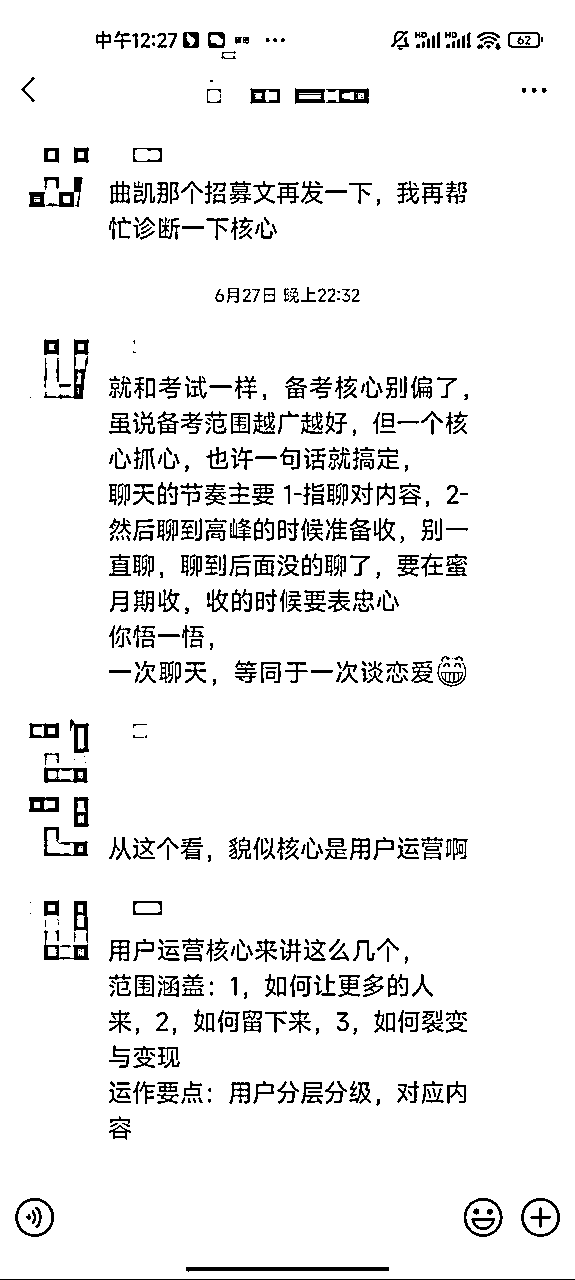 中午12:27
62
曲凯那个招募文再发一下，我再帮
忙诊断一下核心
6月27日 晚上22:32
就和考试一样，备考核心别偏了，
虽说备考范围越广越好，但一个核
心抓心，也许一句话就搞定，
聊天的节奏主要 1-指聊对内容，2-
然后聊到高峰的时候准备收，别一
直聊，聊到后面没的聊了，要在蜜
月期收，收的时候要表忠心
你悟一悟，
一次聊天，等同于一次谈恋爱😁
从这个看，貌似核心是用户运营啊
用户运营核心来讲这么几个，
范围涵盖：1，如何让更多的人
来，2，如何留下来，3，如何裂变
与变现
运作要点：用户分层分级，对应内
容